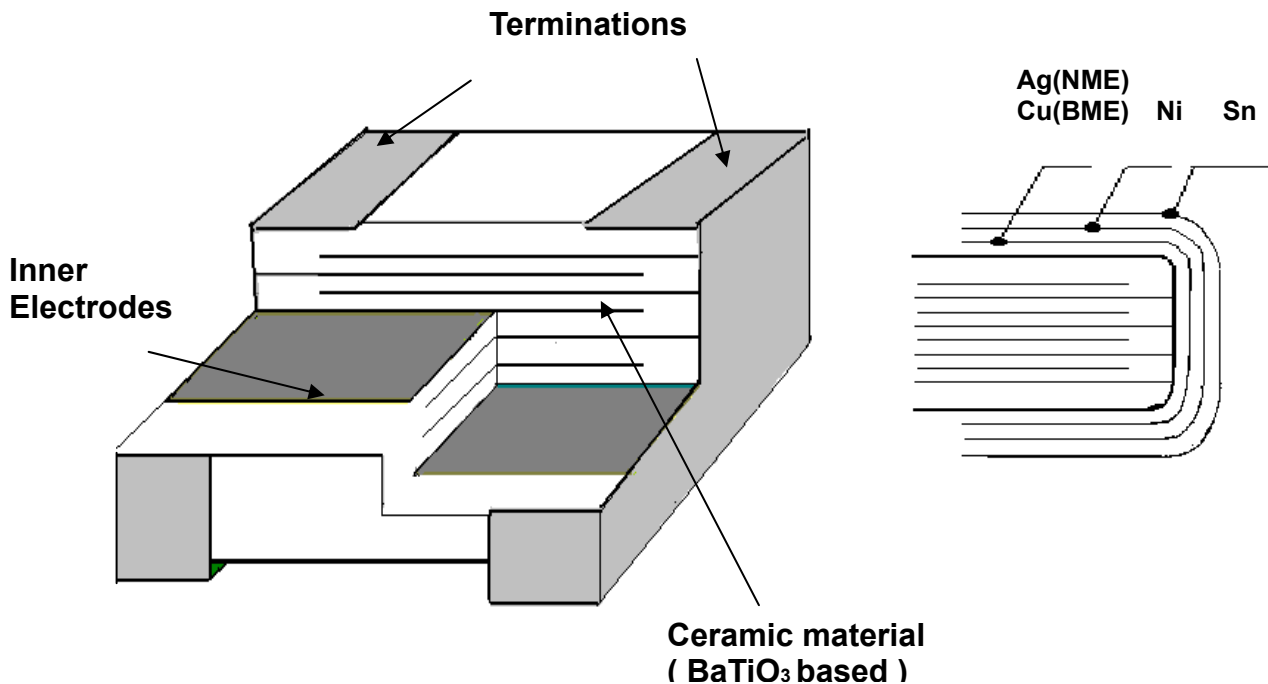 Terminations
Ag(NME)
Cu(BME) Ni Sn
Inner
Electrodes
Ceramic material
( BaTiO₃ based )